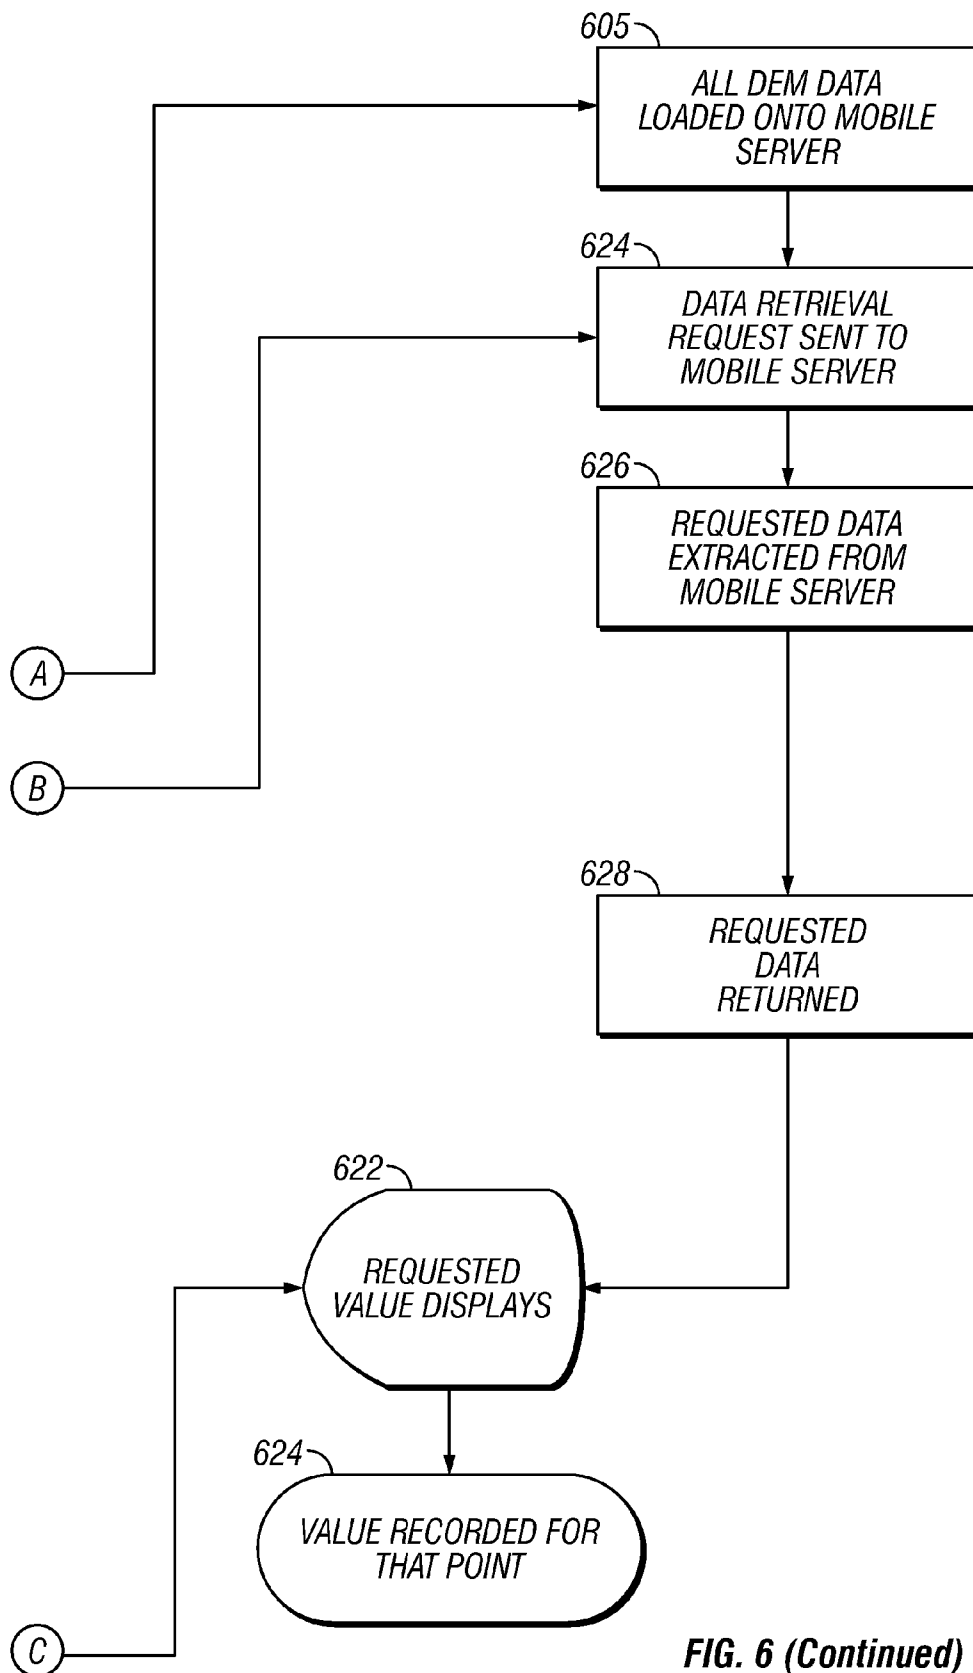 605
ALL DEM DATA
LOADED ONTO MOBILE
SERVER
624
DATA RETRIEVAL
REQUEST SENT TO
MOBILE SERVER
626
REQUESTED DATA
EXTRACTED FROM
MOBILE SERVER
A
B
628
REQUESTED
DATA
RETURNED
622
REQUESTED
VALUE DISPLAYS
624
VALUE RECORDED FOR
THAT POINT
C
FIG. 6 (Continued)